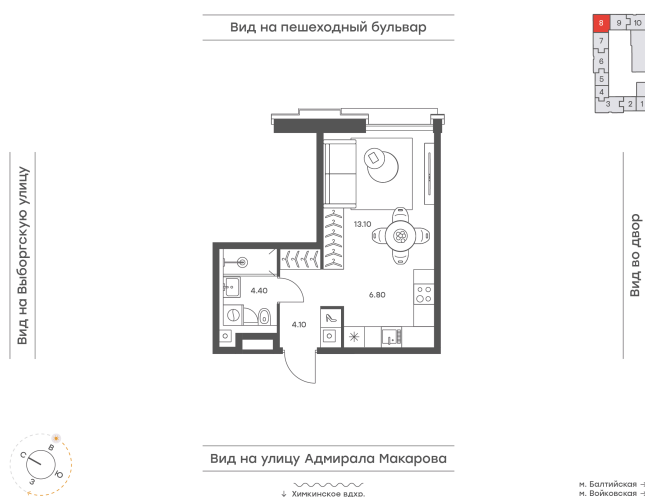 Вид на пешеходный бульвар
8 9 10
7
6
5
4
3 2 1
Вид на Выборгскую улицу
Вид во двор
13.10
4.40
6.80
4.10
Вид на улицу Адмирала Макарова
↓ Химкинское вдхр.
С В Ю З
м. Балтийская
м. Войковская